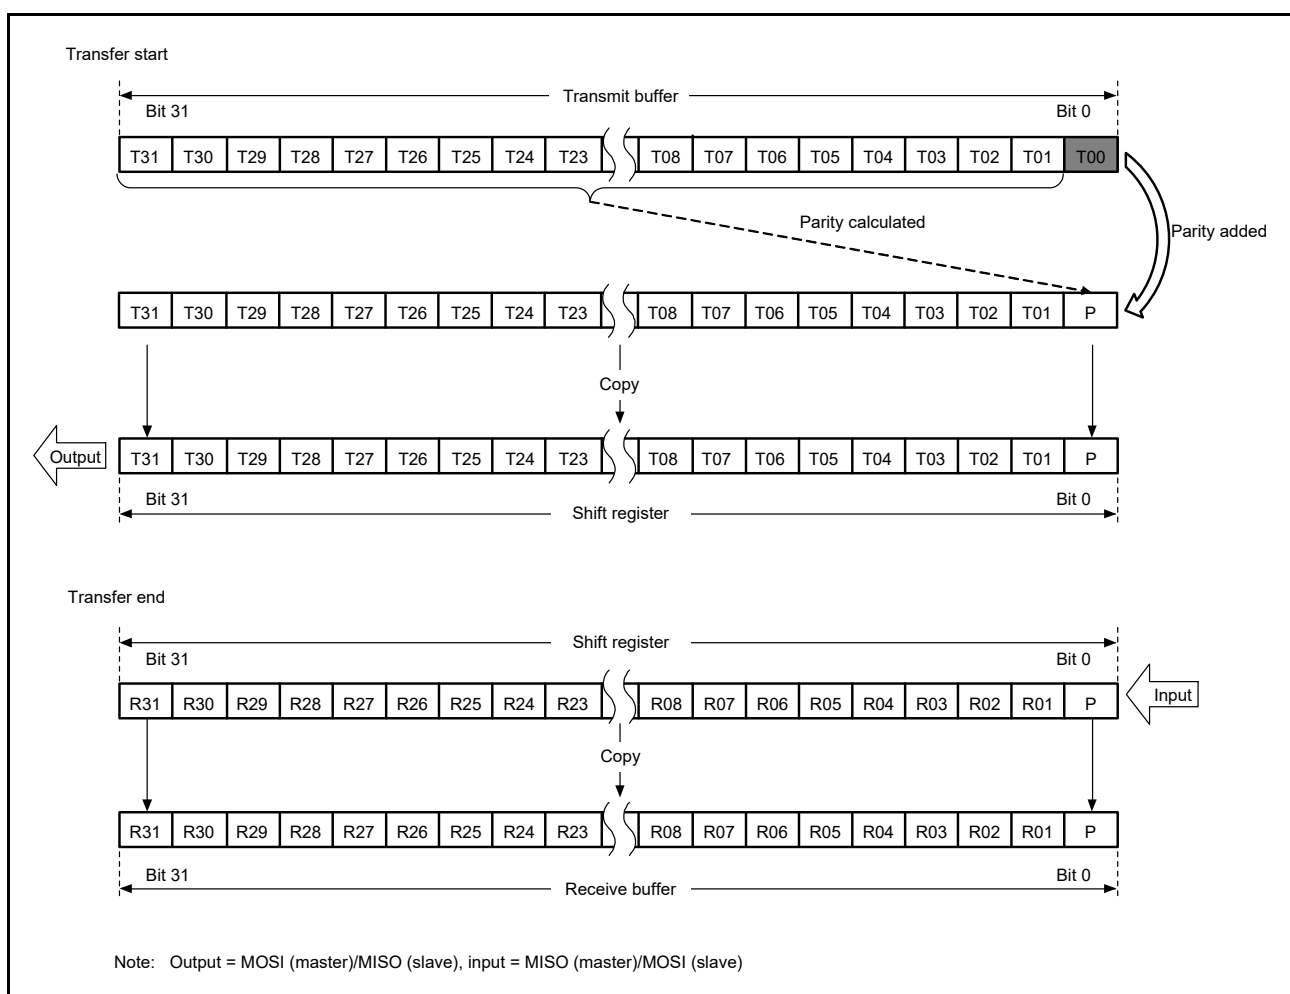 Transfer start
Transmit buffer
Bit 31 Bit 0
T31 T30 T29 T28 T27 T26 T25 T24 T23 T08 T07 T06 T05 T04 T03 T02 T01 T00
Parity calculated
Parity added
T31 T30 T29 T28 T27 T26 T25 T24 T23 T08 T07 T06 T05 T04 T03 T02 T01 P
Copy
Output T31 T30 T29 T28 T27 T26 T25 T24 T23 T08 T07 T06 T05 T04 T03 T02 T01 P
Bit 31 Bit 0
Shift register
Transfer end
Shift register
Bit 31 Bit 0
R31 R30 R29 R28 R27 R26 R25 R24 R23 R08 R07 R06 R05 R04 R03 R02 R01 P Input
Copy
R31 R30 R29 R28 R27 R26 R25 R24 R23 R08 R07 R06 R05 R04 R03 R02 R01 P
Bit 31 Bit 0
Receive buffer
Note: Output = MOSI (master)/MISO (slave), input = MISO (master)/MOSI (slave)